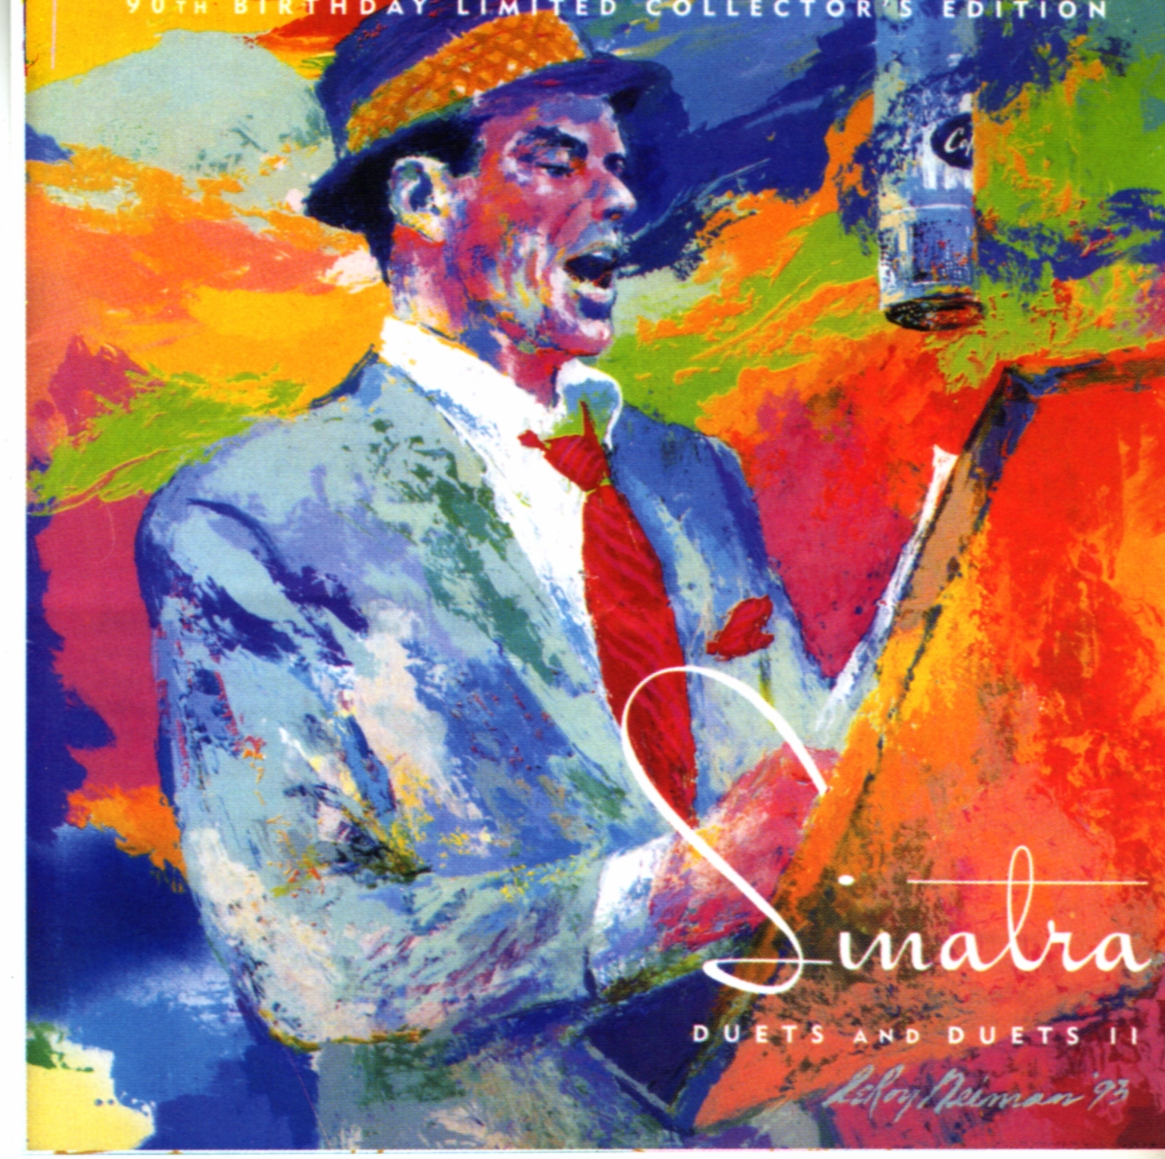 90TH BIRTHDAY LIMITED COLLECTOR'S EDITION
Sinatra
DUETS AND DUETS II
LeRoy Neiman '93